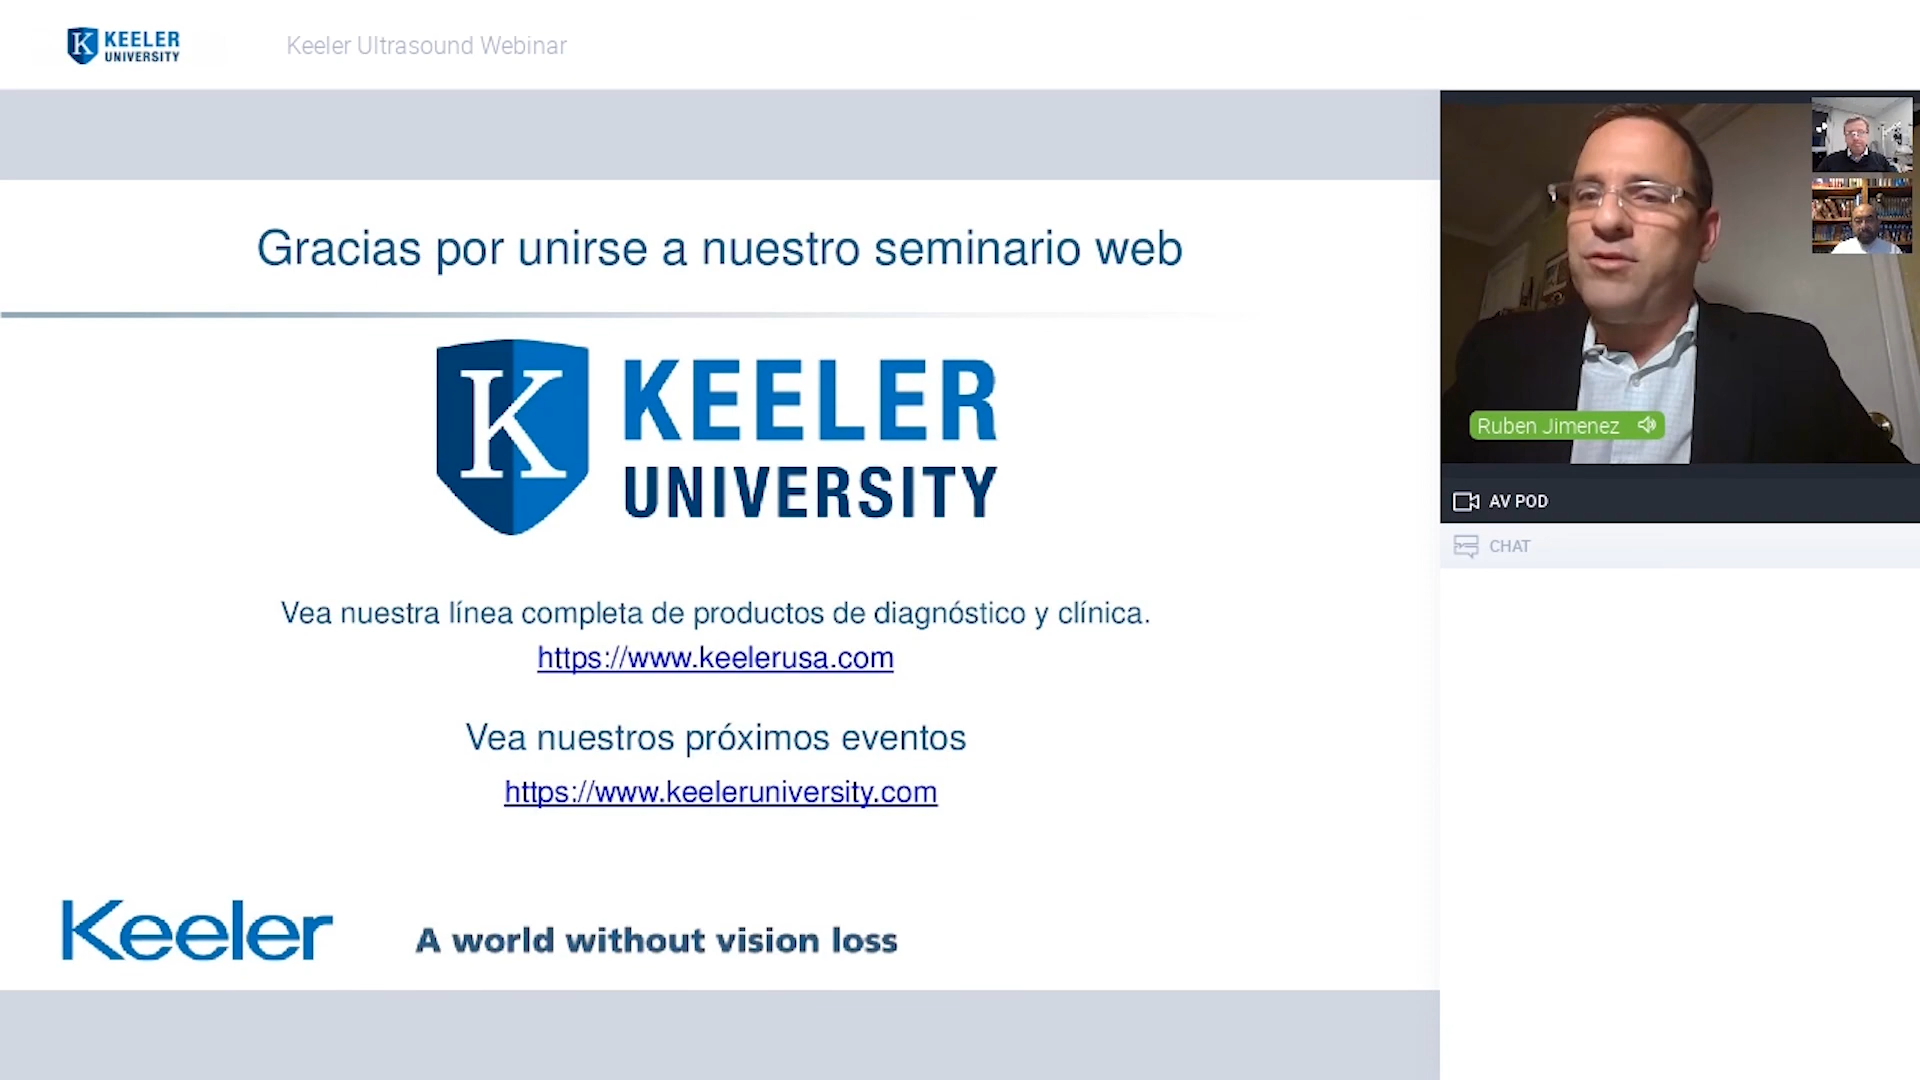 K KEELER
UNIVERSITY
Keeler Ultrasound Webinar
Gracias por unirse a nuestro seminario web
K KEELER
UNIVERSITY
Vea nuestra línea completa de productos de diagnóstico y clínica.
https://www.keelerusa.com
Vea nuestros próximos eventos
https://www.keeleruniversity.com
Keeler
A world without vision loss
Ruben Jimenez
AV POD
CHAT